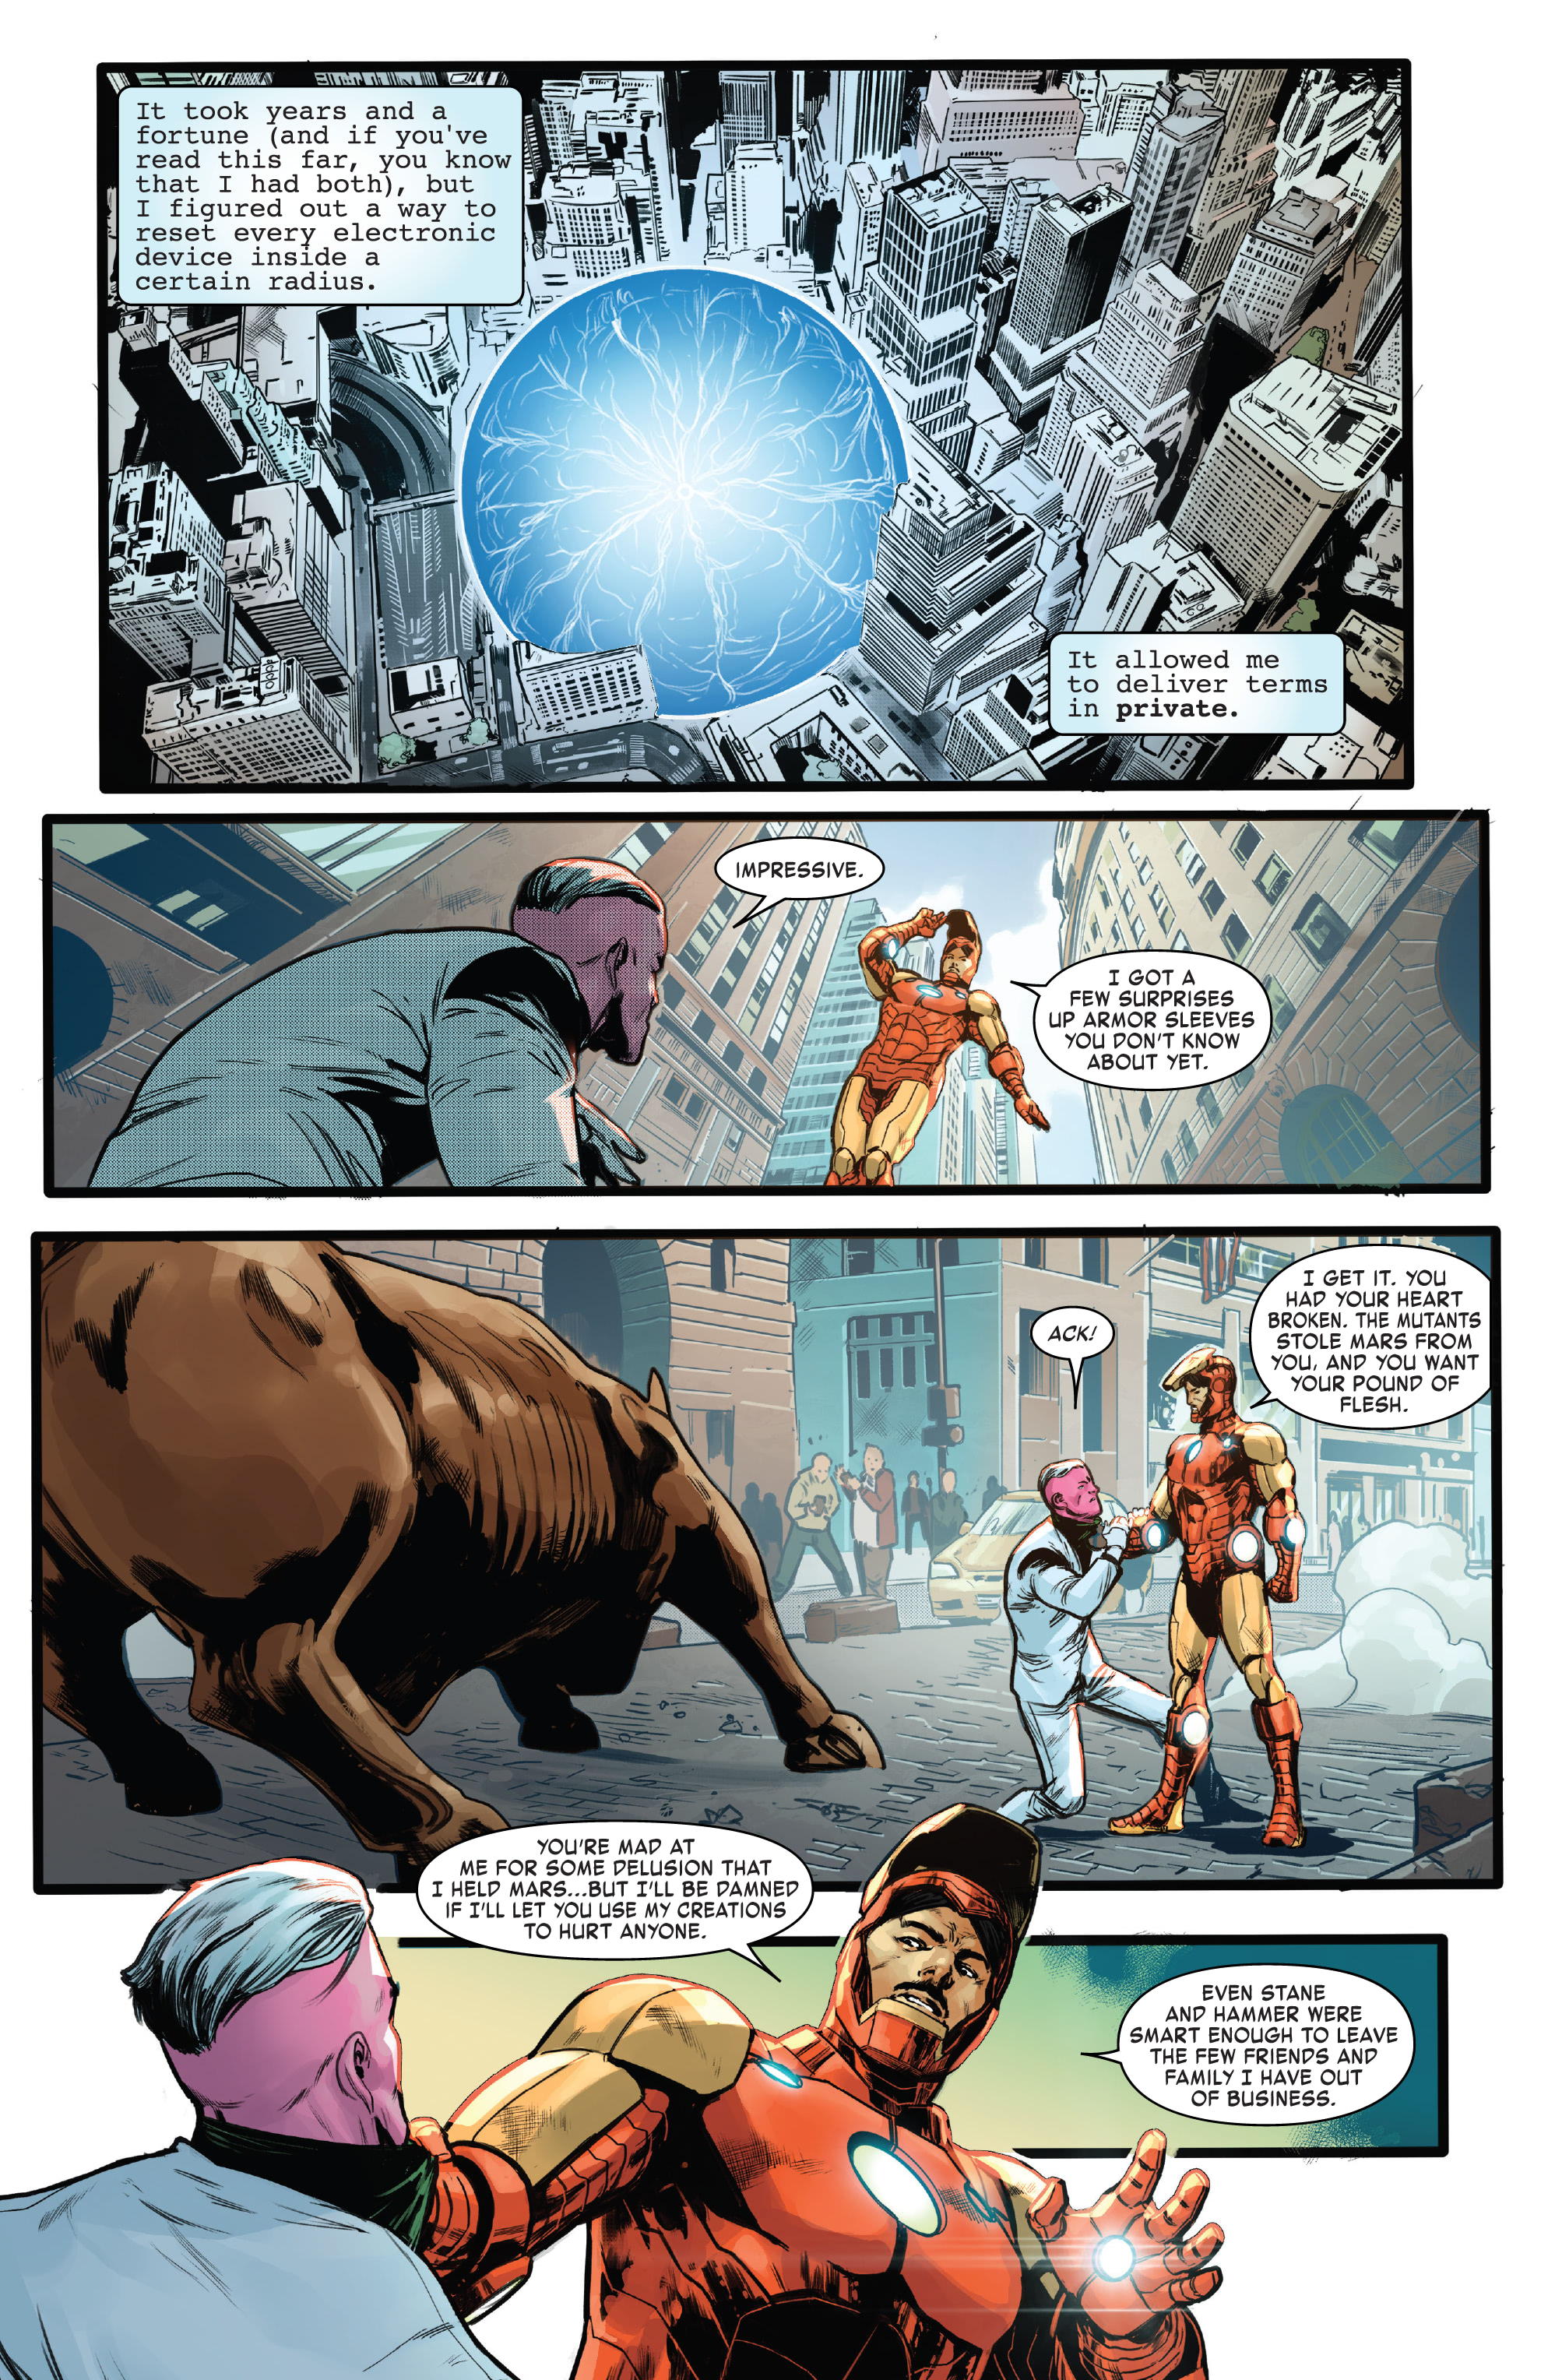 It took years and a
fortune (and if you've
read this far, you know
that I had both), but
I figured out a way to
reset every electronic
device inside a
certain radius.
It allowed me
to deliver terms
in private.
IMPRESSIVE.
I GOT A
FEW SURPRISES
UP ARMOR SLEEVES
YOU DON'T KNOW
ABOUT YET.
ACK!
I GET IT. YOU
HAD YOUR HEART
BROKEN. THE MUTANTS
STOLE MARS FROM
YOU, AND YOU WANT
YOUR POUND OF
FLESH.
YOU'RE MAD AT
ME FOR SOME DELUSION THAT
I HELD MARS...BUT I'LL BE DAMNED
IF I'LL LET YOU USE MY CREATIONS
TO HURT ANYONE.
EVEN STANE
AND HAMMER WERE
SMART ENOUGH TO LEAVE
THE FEW FRIENDS AND
FAMILY I HAVE OUT
OF BUSINESS.